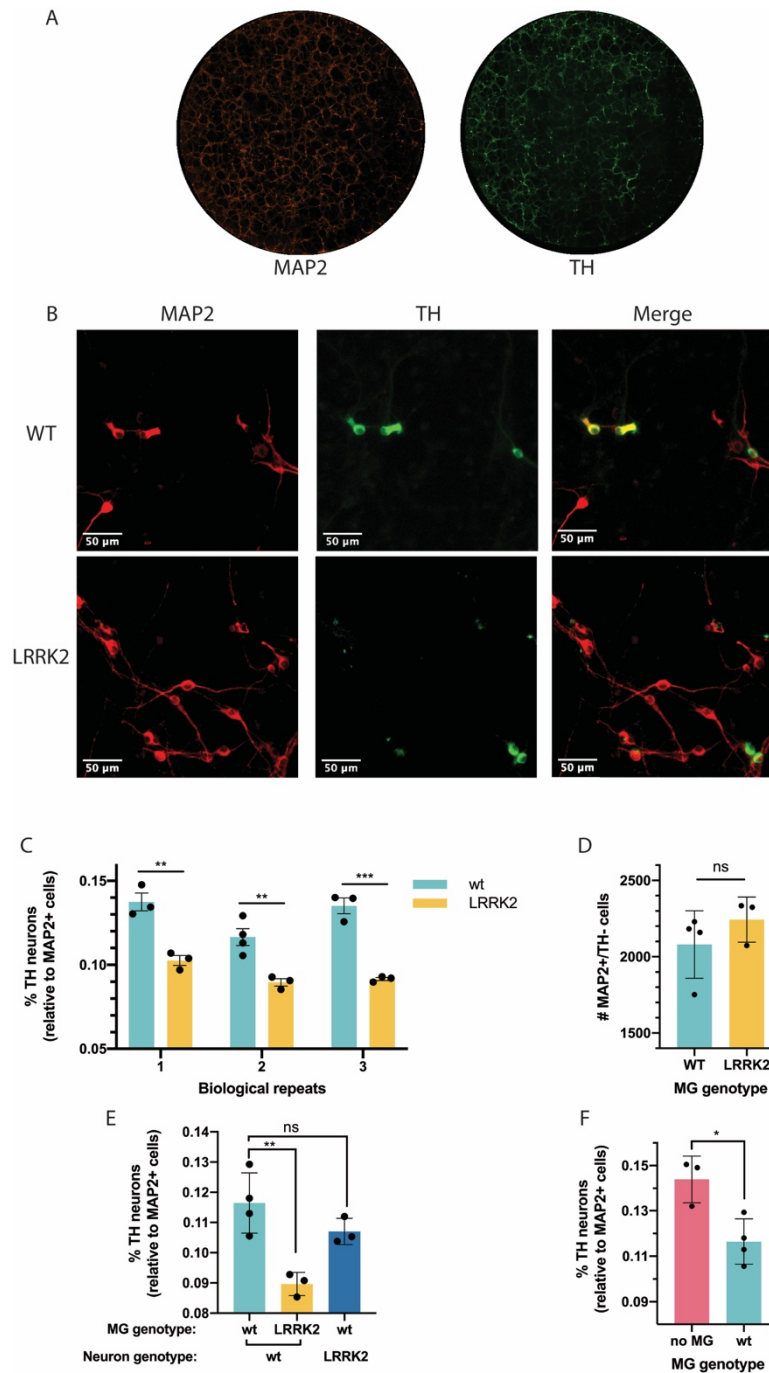 A
MAP2 TH
B
MAP2 TH Merge
WT
50 µm 50 µm 50 µm
LRRK2
50 µm 50 µm 50 µm
C
% TH neurons
(relative to MAP2+ cells)
0.15
0.10
0.05
** ** ***
wt
LRRK2
1 2 3
Biological repeats
D
# MAP2+/TH- cells
2200
2000
1800
1600
1400
ns
WT LRRK2
MG genotype
E
% TH neurons
(relative to MAP2+ cells)
0.14
0.13
0.12
0.11
0.10
0.09
0.08
ns
**
MG genotype: wt LRRK2 wt
Neuron genotype: wt LRRK2
F
% TH neurons
(relative to MAP2+ cells)
0.15
0.13
0.11
0.09
*
no MG wt
MG genotype